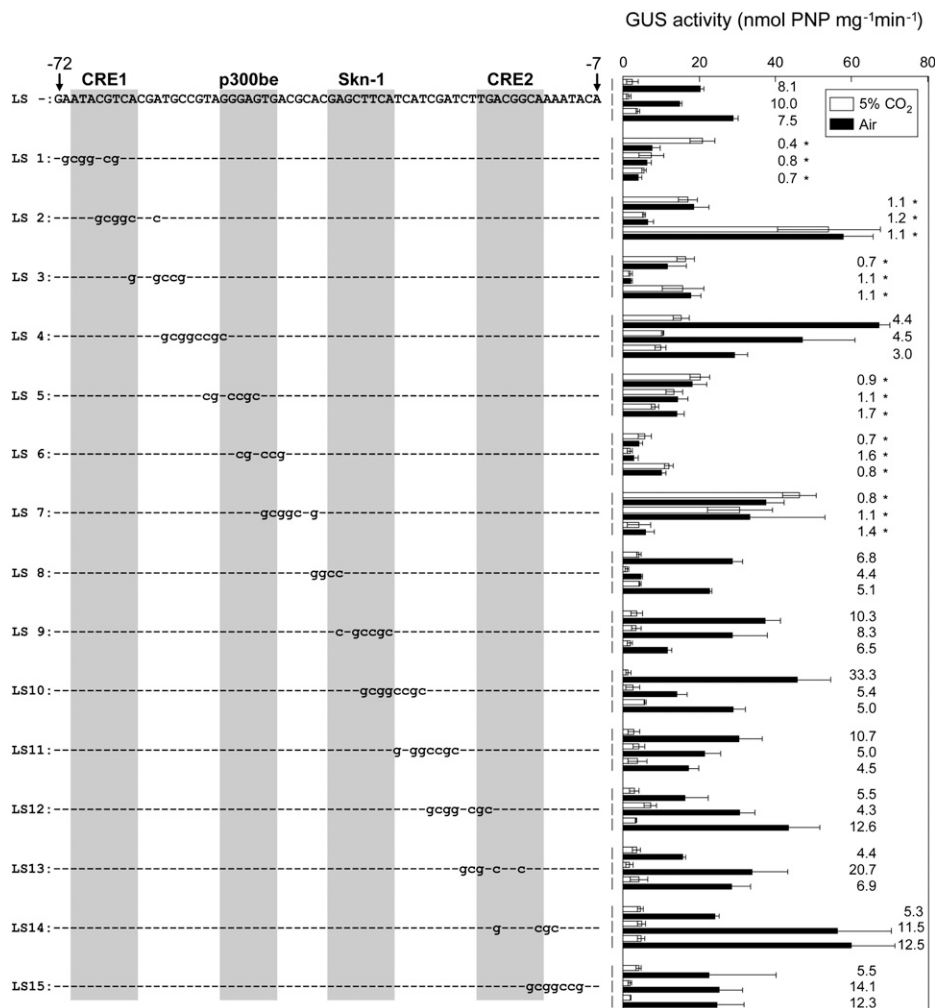 GUS activity (nmol PNP mg-1min-1)
0 20 40 60 80
-72 -7
CRE1 p300be Skn-1 CRE2
LS -:GAATACGTCACGATGCCGTAGGGAGTGACGCACGAGCTTCATCATCGATCTTGACGGCAAAATACA
8.1
10.0
7.5
5% CO2
Air
LS 1:-gcgg-cg----------------------------------------------------------
0.4 *
0.8 *
0.7 *
LS 2:-----gcggc--c-----------------------------------------------------
1.1 *
1.2 *
1.1 *
LS 3:---------g--gccg--------------------------------------------------
0.7 *
1.1 *
1.1 *
LS 4:-------------gcggccgc---------------------------------------------
4.4
4.5
3.0
LS 5:------------------cg-ccgc-----------------------------------------
0.9 *
1.1 *
1.7 *
LS 6:----------------------cg-ccg--------------------------------------
0.7 *
1.6 *
0.8 *
LS 7:-------------------------gcggc-g----------------------------------
0.8 *
1.1 *
1.4 *
LS 8:-------------------------------ggcc-------------------------------
6.8
4.4
5.1
LS 9:----------------------------------c-gccgc-------------------------
10.3
8.3
6.5
LS10:-------------------------------------gcggccgc---------------------
33.3
5.4
5.0
LS11:-----------------------------------------g-ggccgc-----------------
10.7
5.0
4.5
LS12:---------------------------------------------gcgg-cgc-------------
5.5
4.3
12.6
LS13:-------------------------------------------------gcg-c--c---------
4.4
20.7
6.9
LS14:-----------------------------------------------------g----cgc-----
5.3
11.5
12.5
LS15:---------------------------------------------------------gcggccg--
5.5
14.1
12.3